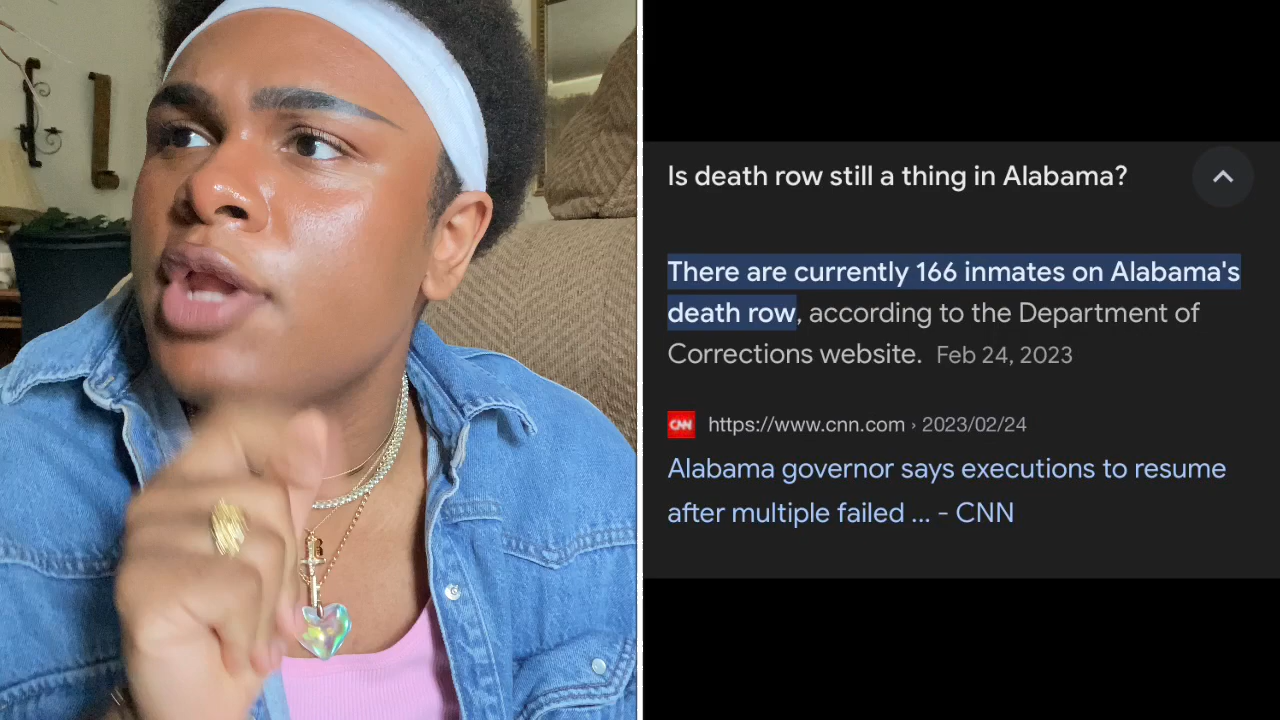 Is death row still a thing in Alabama?
There are currently 166 inmates on Alabama's
death row, according to the Department of
Corrections website. Feb 24, 2023
CNN https://www.cnn.com › 2023/02/24
Alabama governor says executions to resume
after multiple failed ... - CNN